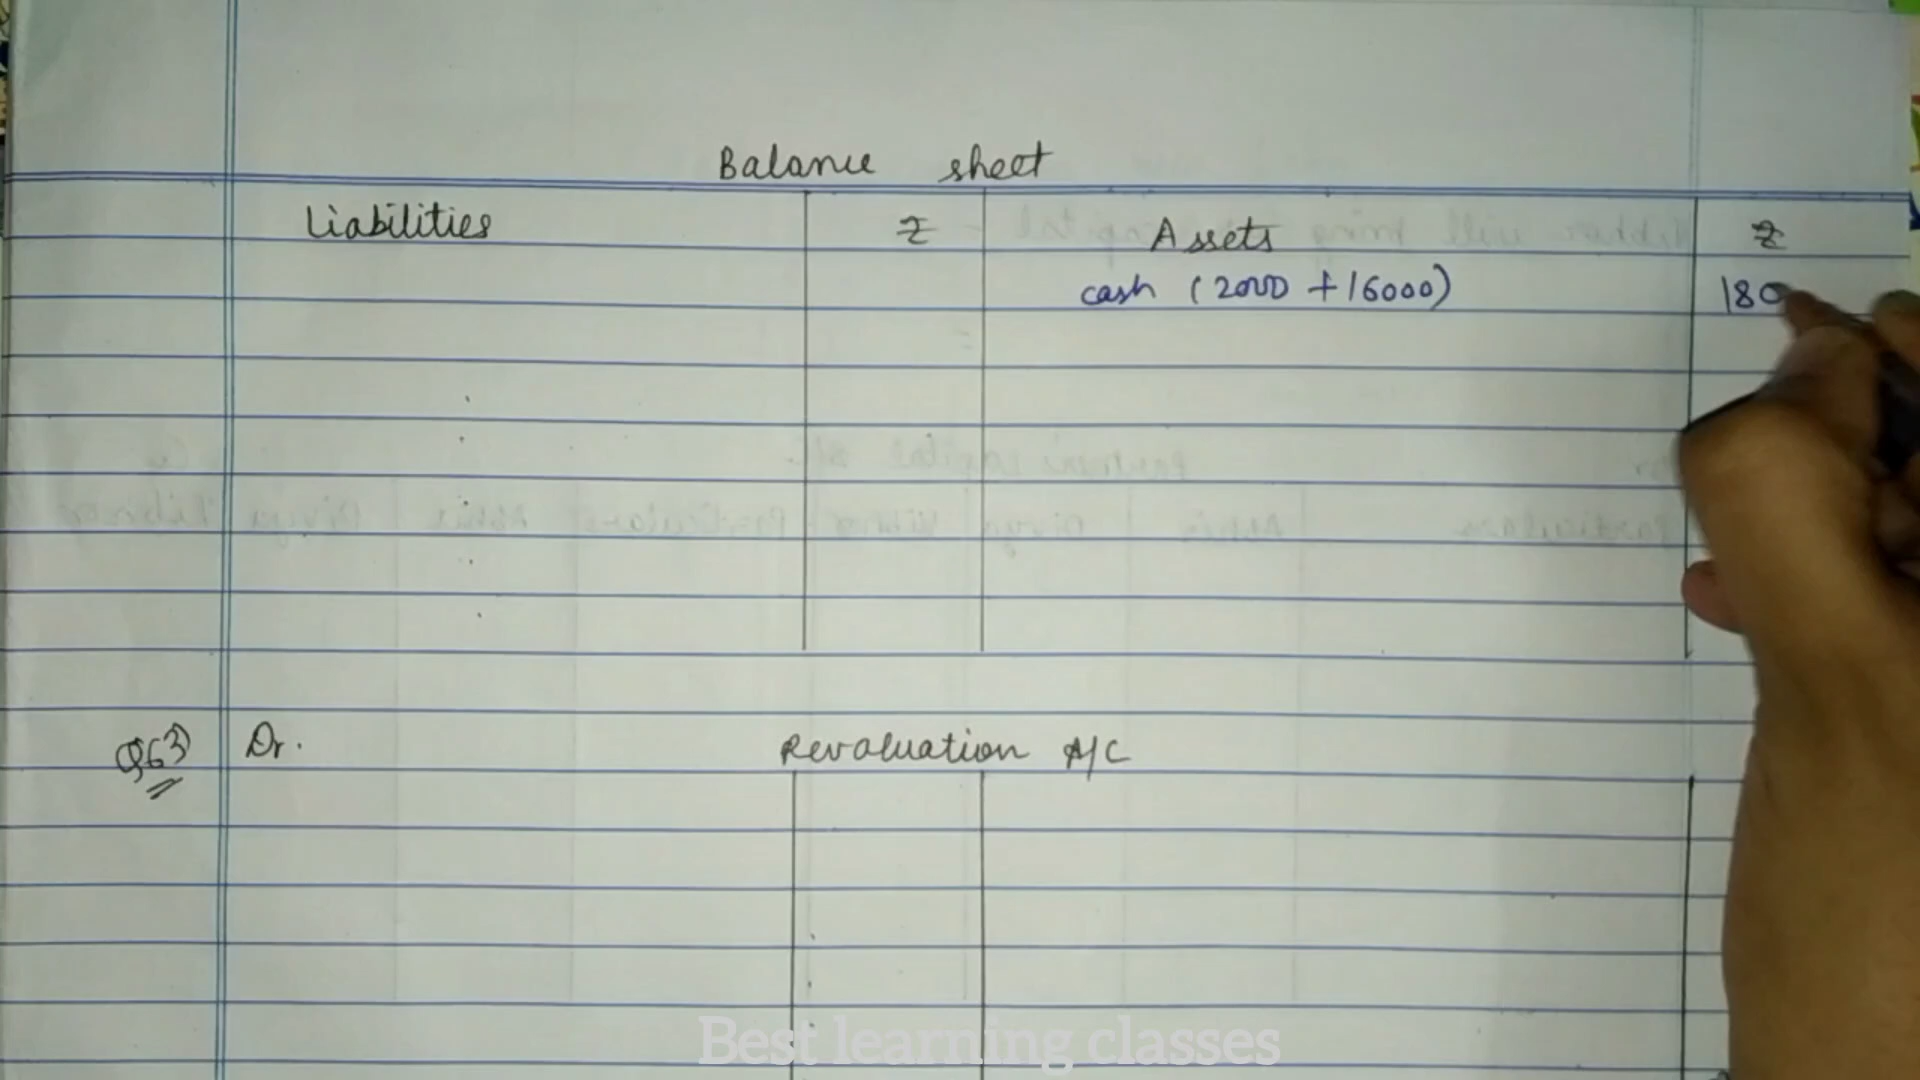 Balance sheet
Liabilities ₹ Assets ₹
cash (2000 + 16000) 180
Q63) Dr. Revaluation A/C
Best learning classes